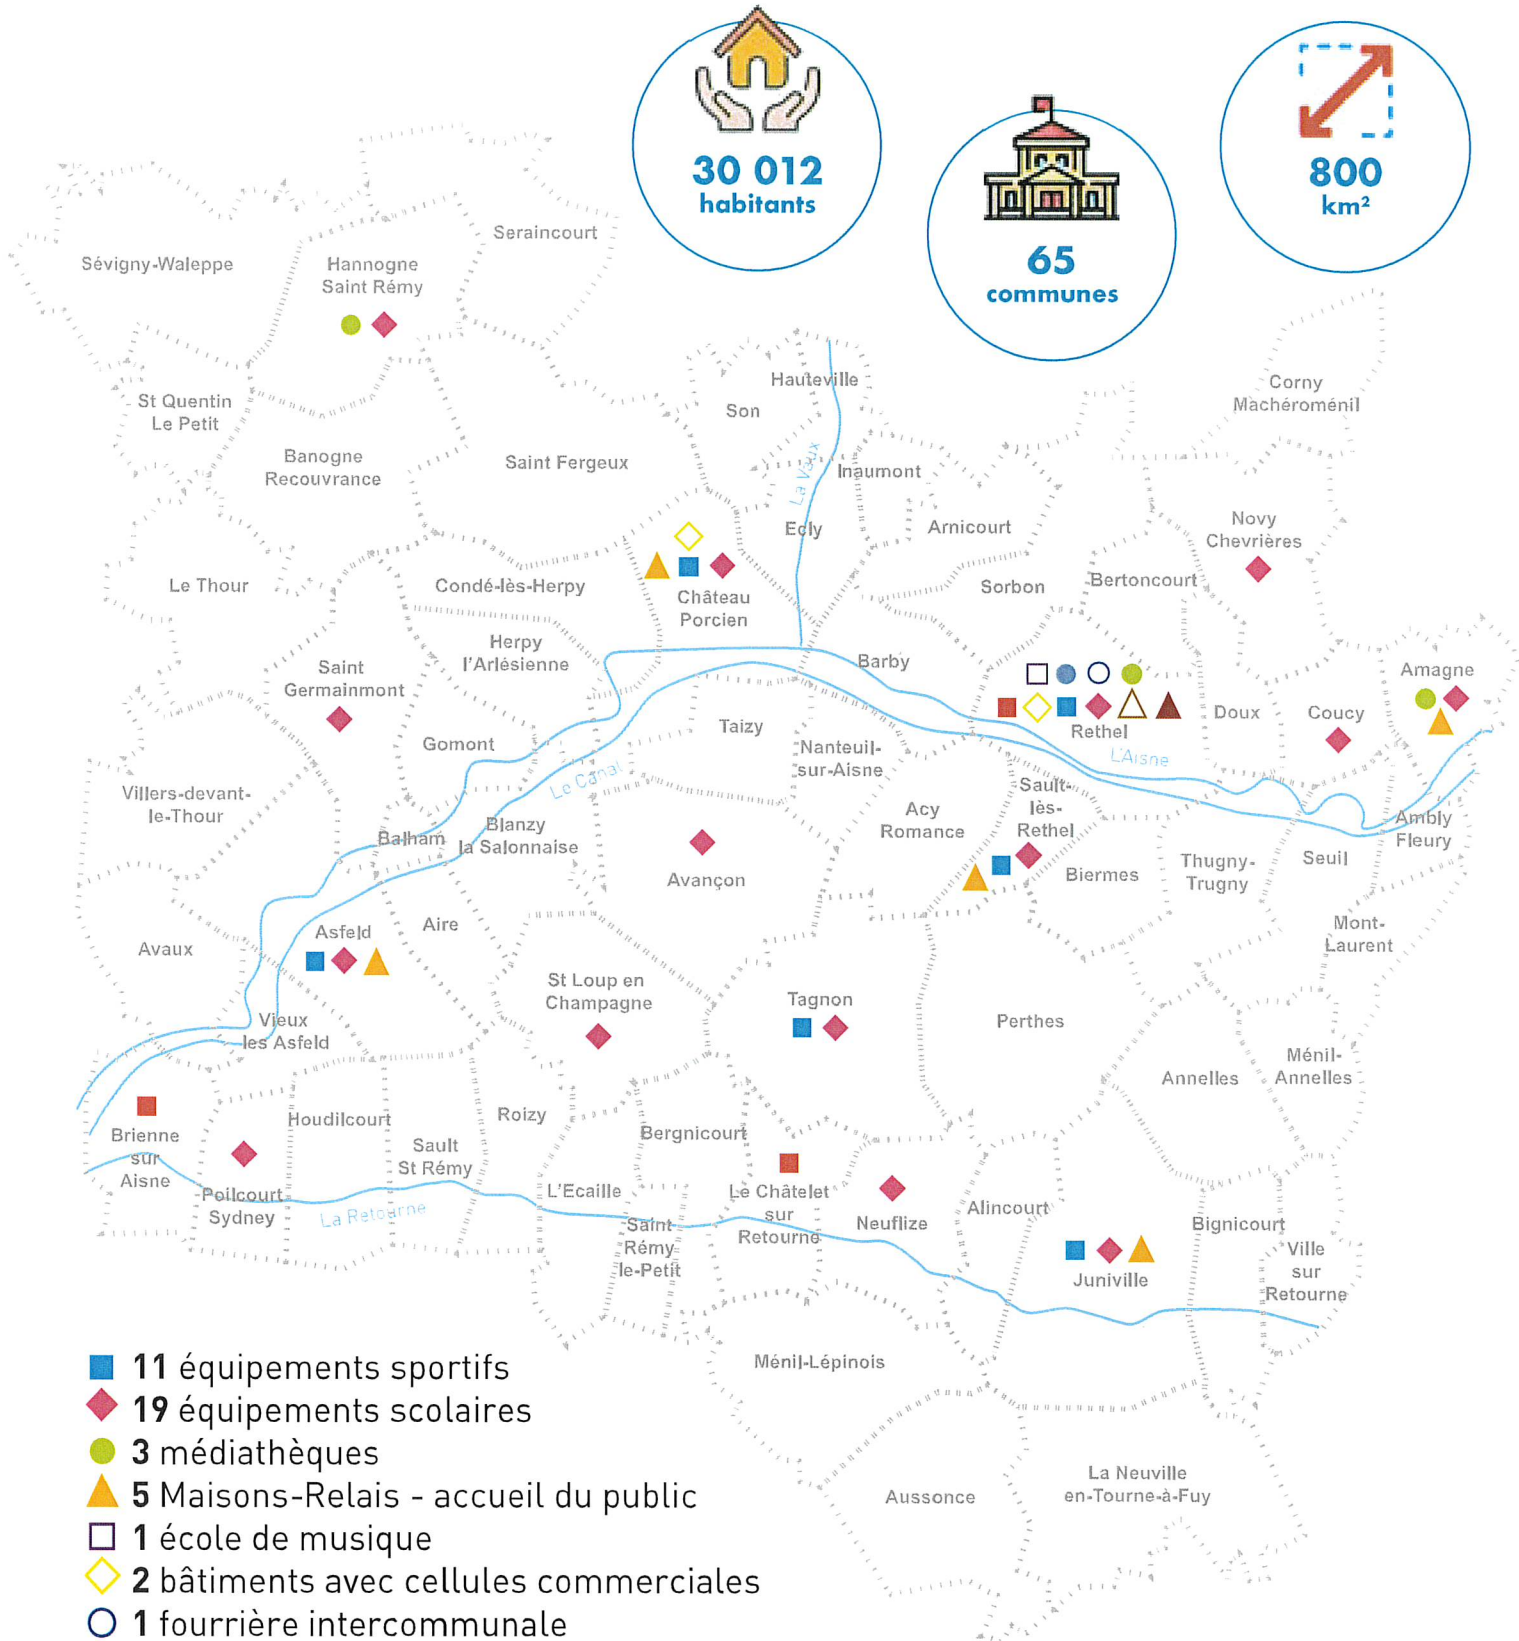 30 012
habitants
65
communes
800
km²
Sévigny-Waleppe
Hannogne
Saint Rémy
Seraincourt
St Quentin
Le Petit
Banogne
Recouvrance
Saint Fergeux
Son
Hauteville
La Vaux
Inaumont
Ecly
Arnicourt
Corny
Machéroménil
Novy
Chevrières
Le Thour
Condé-lès-Herpy
Château
Porcien
Sorbon
Bertoncourt
Herpy
l'Arlésienne
Saint
Germainmont
Barby
Amagne
Rethel
Doux
Coucy
Taizy
Gomont
Nanteuil-
sur-Aisne
L'Aisne
Le Canal
Villers-devant-
le-Thour
Acy
Romance
Sault-
lès-
Rethel
Balham
Blanzy
la Salonnaise
Ambly
Fleury
Avançon
Biermes
Thugny-
Trugny
Seuil
Avaux
Asfeld
Aire
Mont-
Laurent
St Loup en
Champagne
Tagnon
Perthes
Vieux
les Asfeld
Annelles
Ménil-
Annelles
Brienne
sur
Aisne
Houdilcourt
Roizy
Sault
St Rémy
Bergnicourt
Poilcourt
Sydney
La Retourne
L'Ecaille
Saint
Rémy
le-Petit
Le Châtelet
sur
Retourne
Neuflize
Alincourt
Juniville
Bignicourt
Ville
sur
Retourne
Ménil-Lépinois
Aussonce
La Neuville
en-Tourne-à-Fuy
11 équipements sportifs
19 équipements scolaires
3 médiathèques
5 Maisons-Relais - accueil du public
1 école de musique
2 bâtiments avec cellules commerciales
1 fourrière intercommunale